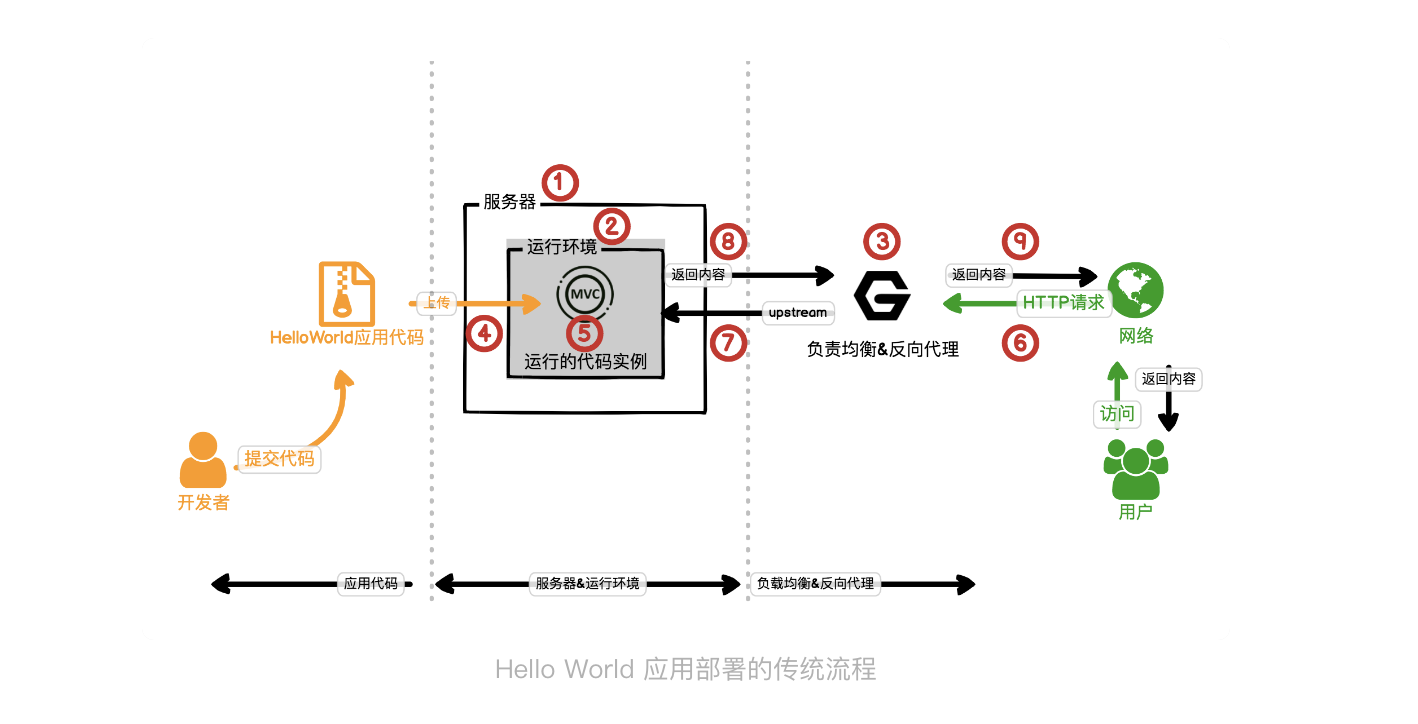 ①
服务器
②
运行环境
MVC
⑤
运行的代码实例
上传
④
HelloWorld应用代码
提交代码
开发者
⑧
返回内容
upstream
⑦
③
负责均衡&反向代理
⑨
返回内容
HTTP请求
⑥
网络
返回内容
访问
用户
应用代码
服务器&运行环境
负载均衡&反向代理
Hello World 应用部署的传统流程